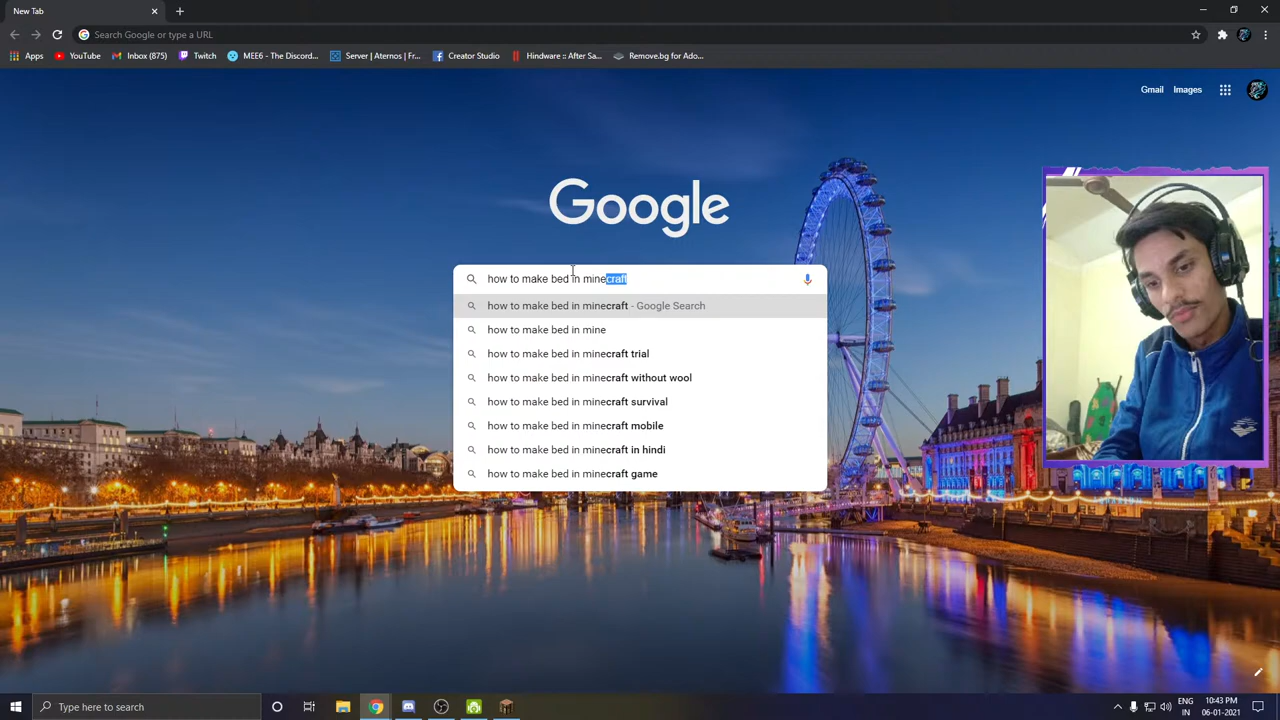 New Tab
Search Google or type a URL
Apps YouTube Inbox (875) Twitch MEE6 - The Discord... Server | Aternos | Fr... Creator Studio Hindware :: After Sa... Remove.bg for Ado...
Gmail Images
Google
how to make bed in minecraft
how to make bed in minecraft - Google Search
how to make bed in mine
how to make bed in minecraft trial
how to make bed in minecraft without wool
how to make bed in minecraft survival
how to make bed in minecraft mobile
how to make bed in minecraft in hindi
how to make bed in minecraft game
Type here to search
ENG
IN
10:43 PM
06-01-2021